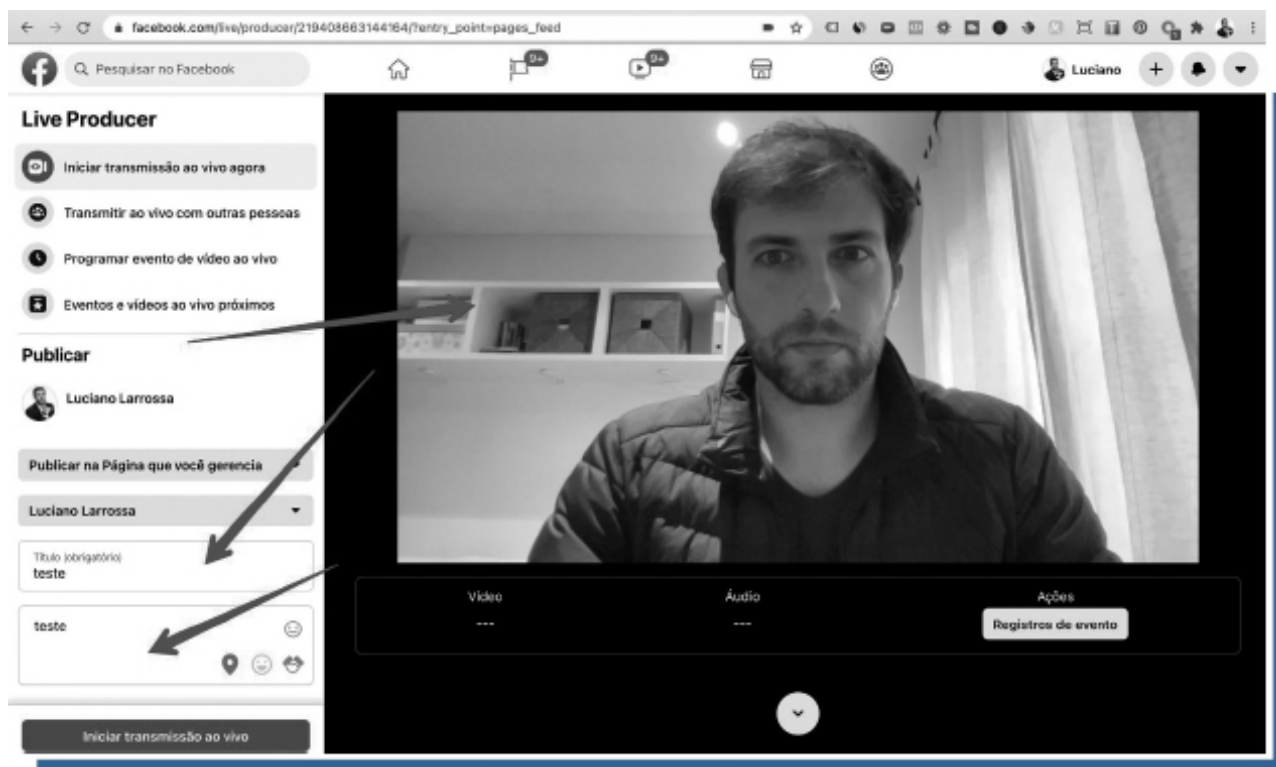 facebook.com/live/producer/219408663144164/?entry_point=pages_feed
Pesquisar no Facebook
9+
9+
Luciano
Live Producer
Iniciar transmissão ao vivo agora
Transmitir ao vivo com outras pessoas
Programar evento de vídeo ao vivo
Eventos e vídeos ao vivo próximos
Publicar
Luciano Larrossa
Publicar na Página que você gerencia
Luciano Larrossa
Título (obrigatório)
teste
teste
Iniciar transmissão ao vivo
Vídeo
---
Áudio
---
Ações
Registros de evento